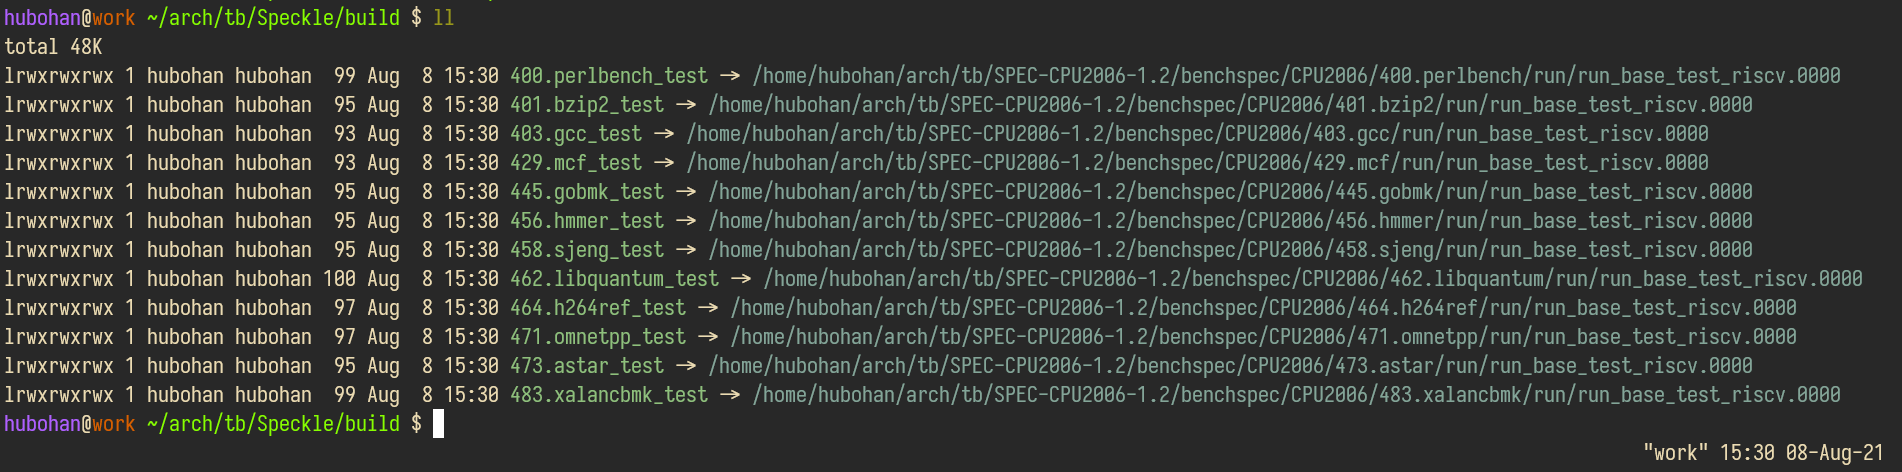 hubohan@work ~/arch/tb/Speckle/build $ ll
total 48K
lrwxrwxrwx 1 hubohan hubohan  99 Aug  8 15:30 400.perlbench_test -> /home/hubohan/arch/tb/SPEC-CPU2006-1.2/benchspec/CPU2006/400.perlbench/run/run_base_test_riscv.0000
lrwxrwxrwx 1 hubohan hubohan  95 Aug  8 15:30 401.bzip2_test -> /home/hubohan/arch/tb/SPEC-CPU2006-1.2/benchspec/CPU2006/401.bzip2/run/run_base_test_riscv.0000
lrwxrwxrwx 1 hubohan hubohan  93 Aug  8 15:30 403.gcc_test -> /home/hubohan/arch/tb/SPEC-CPU2006-1.2/benchspec/CPU2006/403.gcc/run/run_base_test_riscv.0000
lrwxrwxrwx 1 hubohan hubohan  93 Aug  8 15:30 429.mcf_test -> /home/hubohan/arch/tb/SPEC-CPU2006-1.2/benchspec/CPU2006/429.mcf/run/run_base_test_riscv.0000
lrwxrwxrwx 1 hubohan hubohan  95 Aug  8 15:30 445.gobmk_test -> /home/hubohan/arch/tb/SPEC-CPU2006-1.2/benchspec/CPU2006/445.gobmk/run/run_base_test_riscv.0000
lrwxrwxrwx 1 hubohan hubohan  95 Aug  8 15:30 456.hmmer_test -> /home/hubohan/arch/tb/SPEC-CPU2006-1.2/benchspec/CPU2006/456.hmmer/run/run_base_test_riscv.0000
lrwxrwxrwx 1 hubohan hubohan  95 Aug  8 15:30 458.sjeng_test -> /home/hubohan/arch/tb/SPEC-CPU2006-1.2/benchspec/CPU2006/458.sjeng/run/run_base_test_riscv.0000
lrwxrwxrwx 1 hubohan hubohan 100 Aug  8 15:30 462.libquantum_test -> /home/hubohan/arch/tb/SPEC-CPU2006-1.2/benchspec/CPU2006/462.libquantum/run/run_base_test_riscv.0000
lrwxrwxrwx 1 hubohan hubohan  97 Aug  8 15:30 464.h264ref_test -> /home/hubohan/arch/tb/SPEC-CPU2006-1.2/benchspec/CPU2006/464.h264ref/run/run_base_test_riscv.0000
lrwxrwxrwx 1 hubohan hubohan  97 Aug  8 15:30 471.omnetpp_test -> /home/hubohan/arch/tb/SPEC-CPU2006-1.2/benchspec/CPU2006/471.omnetpp/run/run_base_test_riscv.0000
lrwxrwxrwx 1 hubohan hubohan  95 Aug  8 15:30 473.astar_test -> /home/hubohan/arch/tb/SPEC-CPU2006-1.2/benchspec/CPU2006/473.astar/run/run_base_test_riscv.0000
lrwxrwxrwx 1 hubohan hubohan  99 Aug  8 15:30 483.xalancbmk_test -> /home/hubohan/arch/tb/SPEC-CPU2006-1.2/benchspec/CPU2006/483.xalancbmk/run/run_base_test_riscv.0000
hubohan@work ~/arch/tb/Speckle/build $
"work" 15:30 08-Aug-21